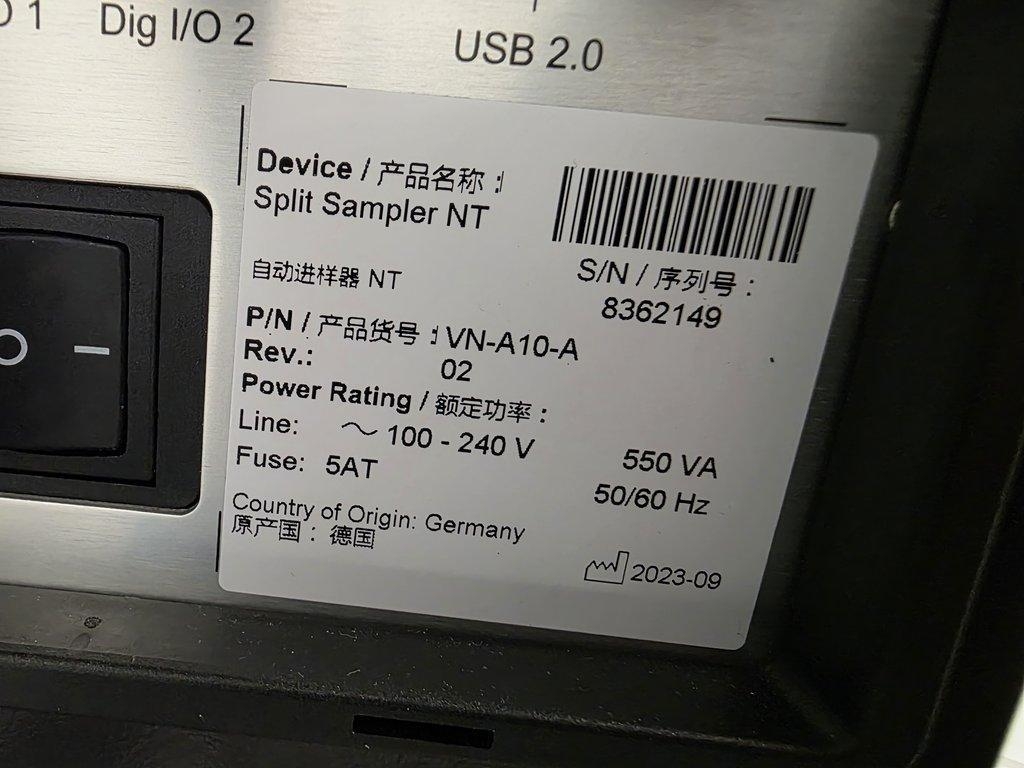 1
Dig I/O 2
USB 2.0
Device / 产品名称 :
Split Sampler NT
自动进样器 NT
S/N / 序列号 :
8362149
P/N / 产品货号 : VN-A10-A
Rev.: 02
Power Rating / 额定功率 :
Line: ~ 100 - 240 V 550 VA
Fuse: 5AT 50/60 Hz
Country of Origin: Germany
原产国 : 德国
2023-09